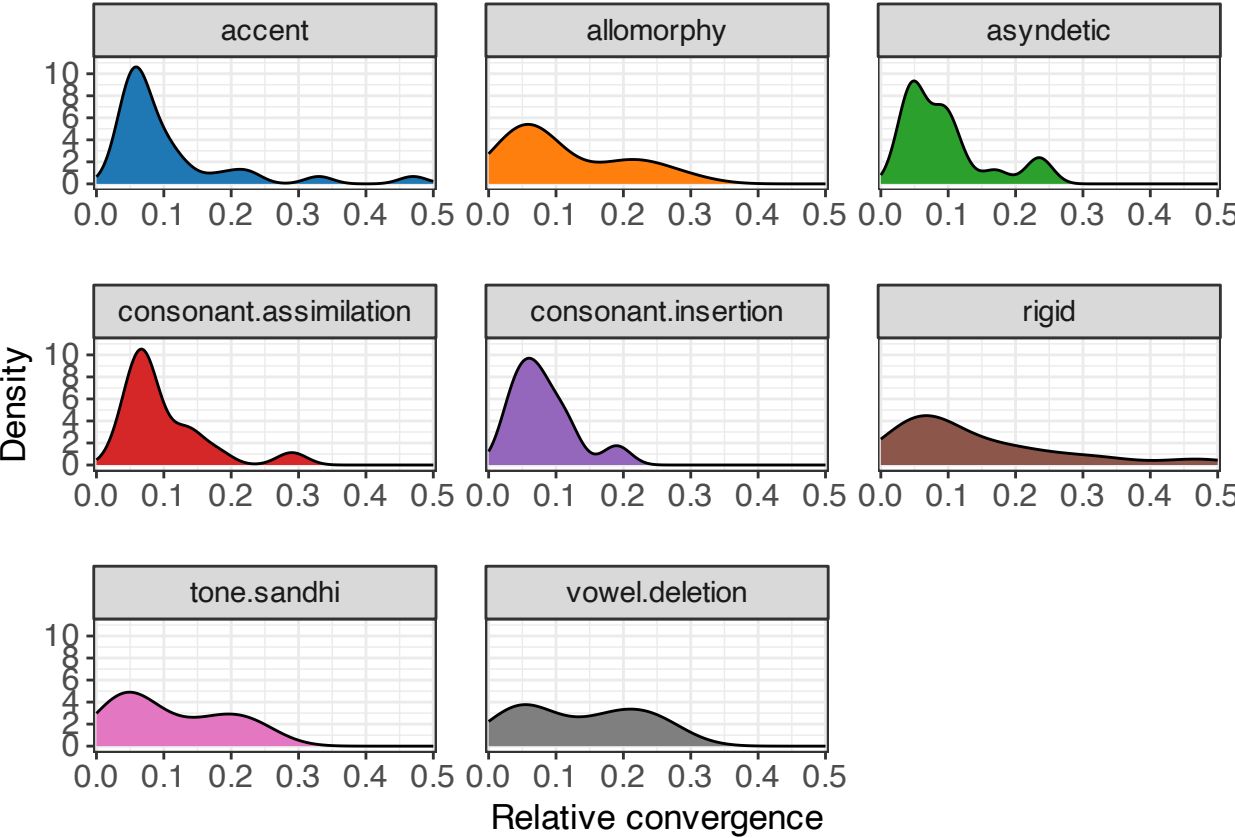 accent allomorphy asyndetic
10
8
6
4
2
0
0.0 0.1 0.2 0.3 0.4 0.5 0.0 0.1 0.2 0.3 0.4 0.5 0.0 0.1 0.2 0.3 0.4 0.5
consonant.assimilation consonant.insertion rigid
Density
10
8
6
4
2
0
0.0 0.1 0.2 0.3 0.4 0.5 0.0 0.1 0.2 0.3 0.4 0.5 0.0 0.1 0.2 0.3 0.4 0.5
tone.sandhi vowel.deletion
10
8
6
4
2
0
0.0 0.1 0.2 0.3 0.4 0.5 0.0 0.1 0.2 0.3 0.4 0.5
Relative convergence